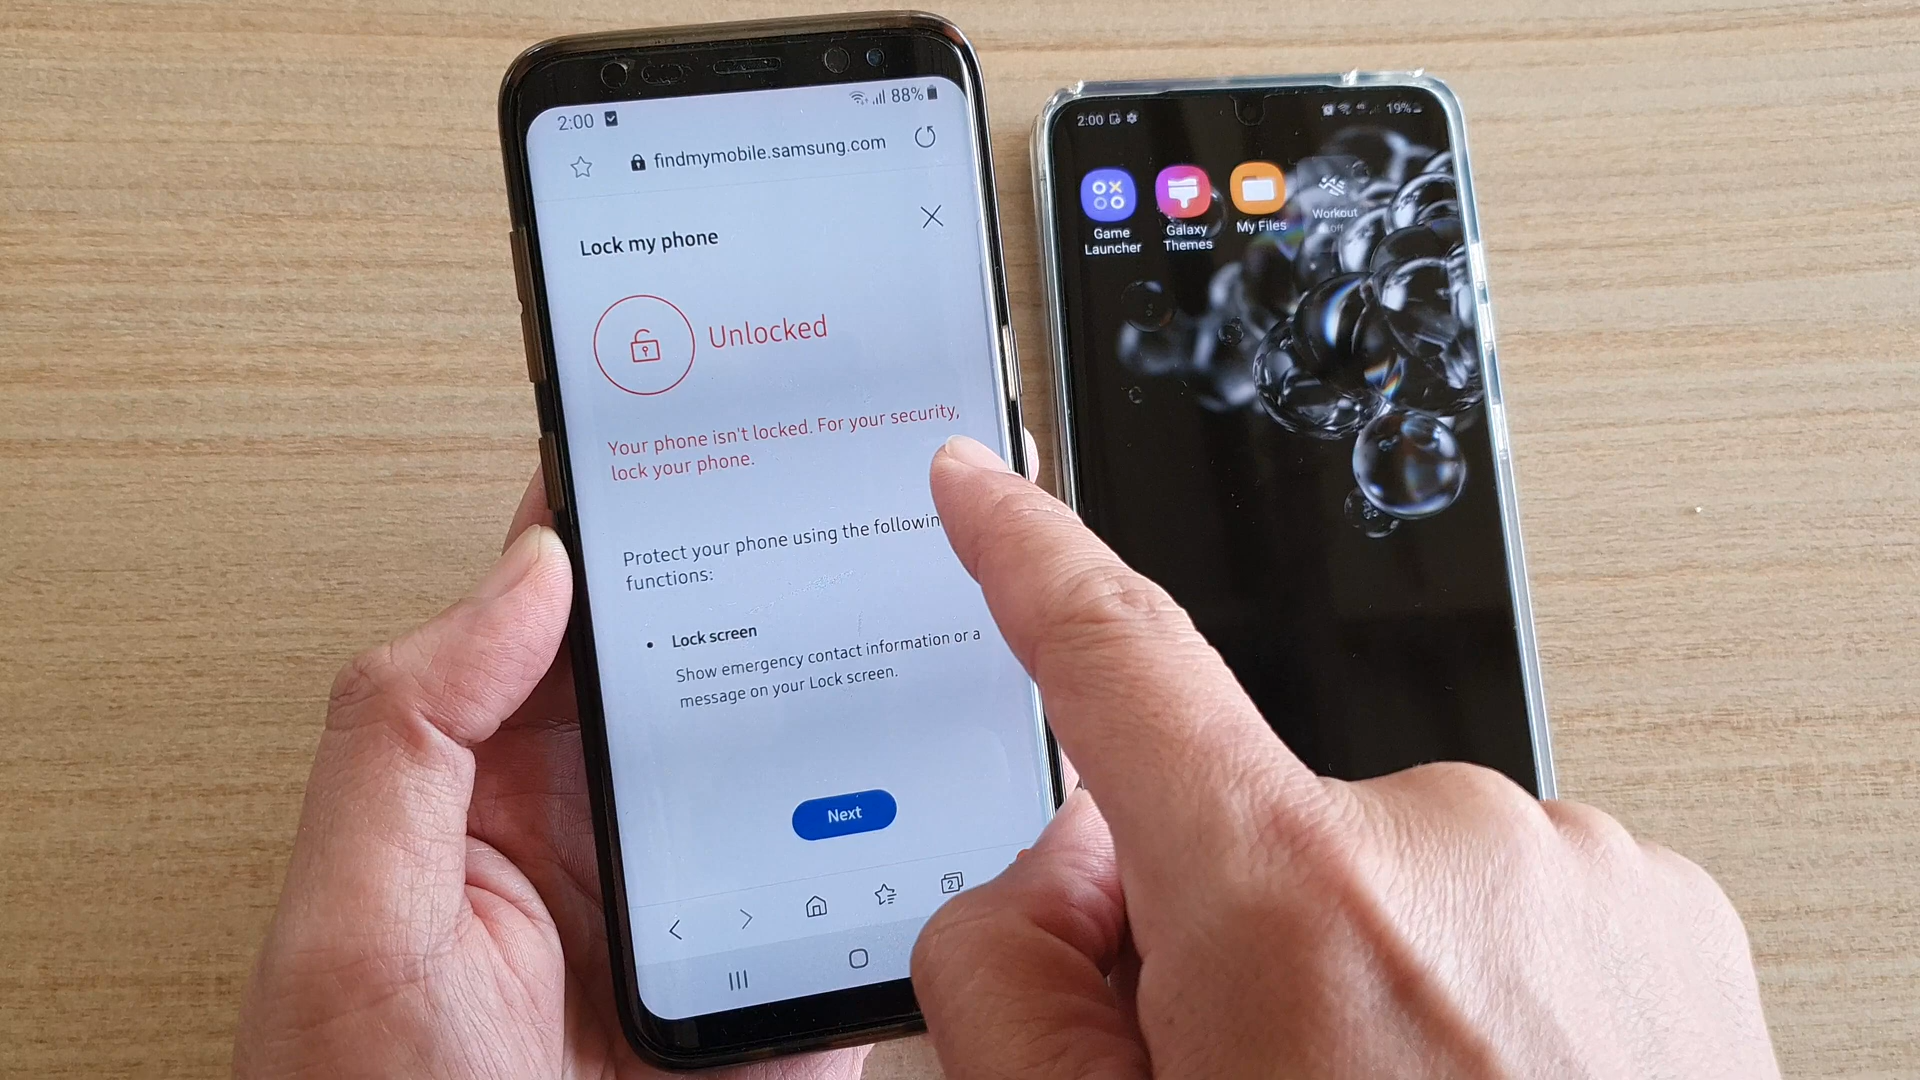 2:00 88%
findmymobile.samsung.com
Lock my phone
Unlocked
Your phone isn't locked. For your security,
lock your phone.
Protect your phone using the followin
functions:
• Lock screen
Show emergency contact information or a
message on your Lock screen.
Next
2
2:00 19%
Game
Launcher
Galaxy
Themes
My Files
Workout
Off